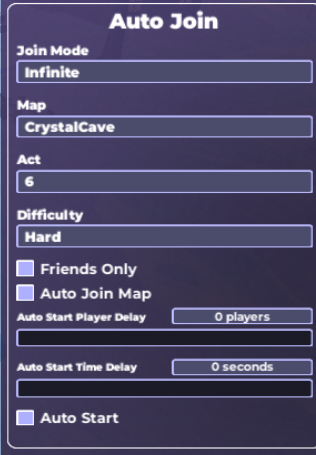 Auto Join
Join Mode
Infinite
Map
CrystalCave
Act
6
Difficulty
Hard
Friends Only
Auto Join Map
Auto Start Player Delay 0 players
Auto Start Time Delay 0 seconds
Auto Start